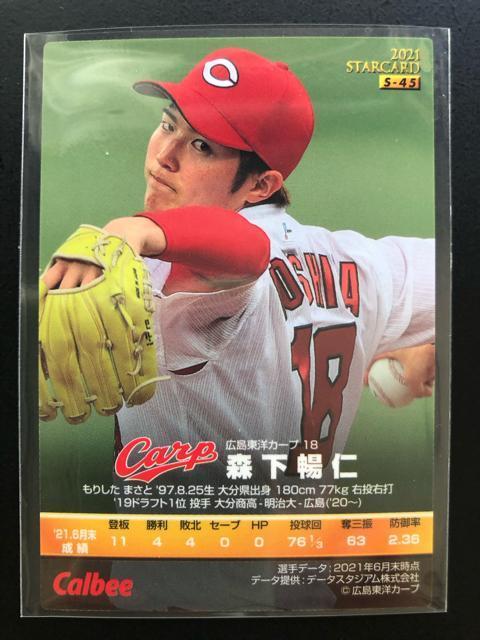 2021
STARCARD
S-45
OSHIA
18
Carp
広島東洋カープ 18
森下暢仁
もりした まさと '97.8.25生 大分県出身 180cm 77kg 右投右打
'19ドラフト1位 投手 大分商高-明治大-広島('20~)
'21.6月末成績
登板 勝利 敗北 セーブ HP 投球回 奪三振 防御率
11 4 4 0 0 76 1/3 63 2.36
選手データ:2021年6月末時点
データ提供:データスタジアム株式会社
© 広島東洋カープ
Calbee